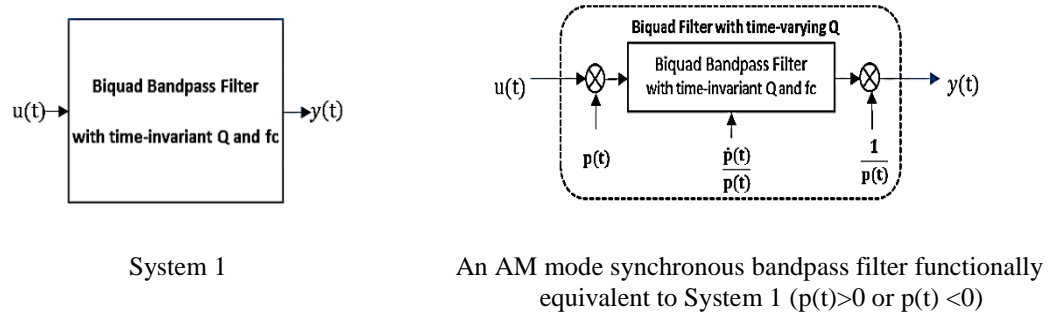 Biquad Bandpass Filter
with time-invariant Q and fc
u(t)
y(t)
System 1
Biquad Filter with time-varying Q
Biquad Bandpass Filter
with time-invariant Q and fc
u(t)
y(t)
p(t)
ṗ(t)
p(t)
1
p(t)
An AM mode synchronous bandpass filter functionally
equivalent to System 1 (p(t)>0 or p(t) <0)